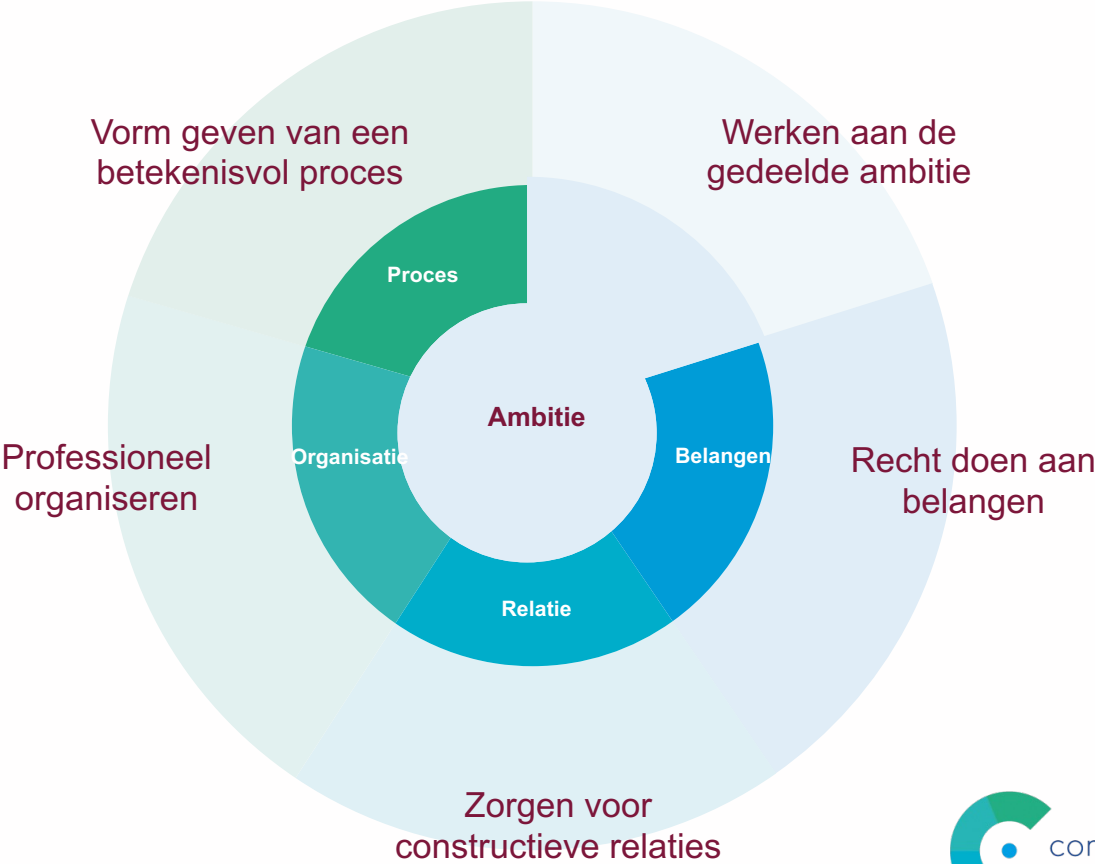 Vorm geven van een
betekenisvol proces
Werken aan de
gedeelde ambitie
Proces
Ambitie
Organisatie
Belangen
Professioneel
organiseren
Recht doen aan
belangen
Relatie
Zorgen voor
constructieve relaties